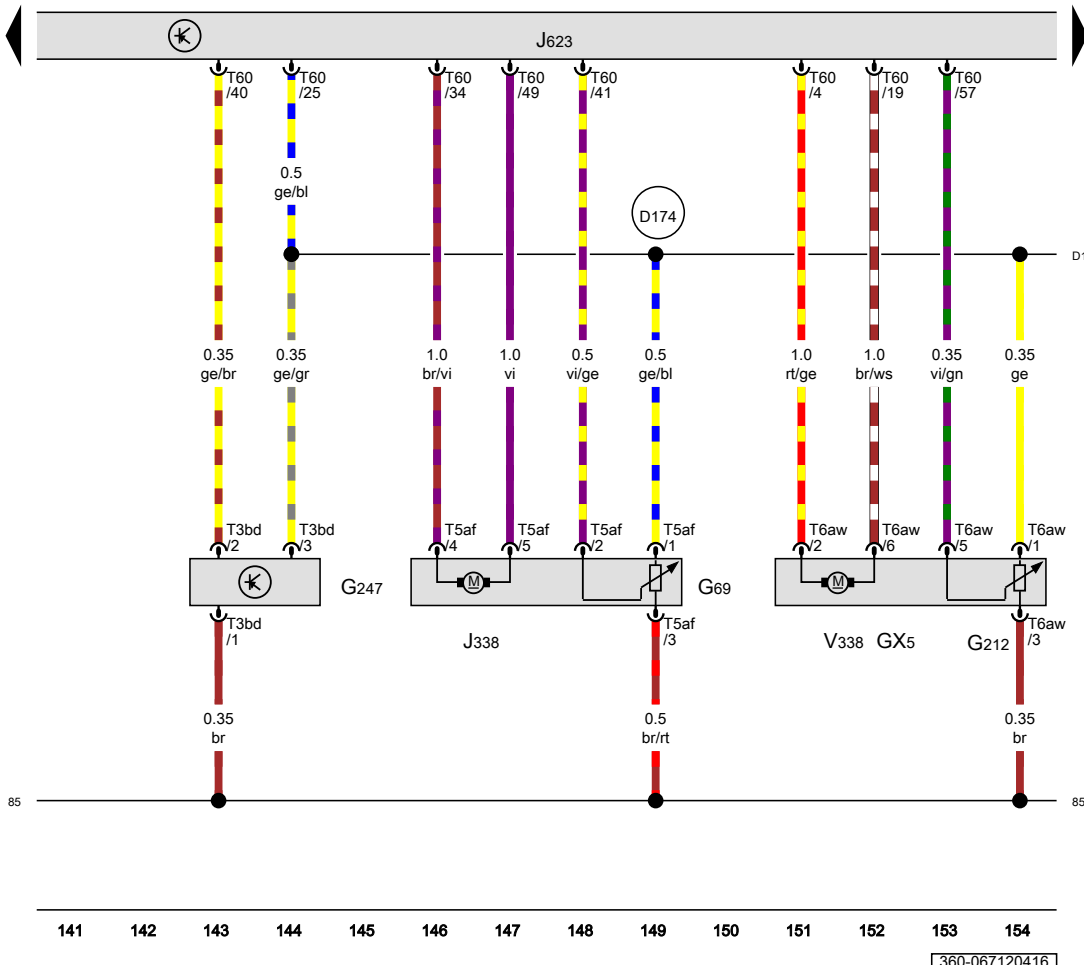 J623
T60 T60 T60 T60 T60 T60 T60 T60
/40 /25 /34 /49 /41 /4 /19 /57
0.5
ge/bl
D174
D1
0.35 0.35 1.0 1.0 0.5 0.5 1.0 1.0 0.35 0.35
ge/br ge/gr br/vi vi vi/ge ge/bl rt/ge br/ws vi/gn ge
T3bd T3bd T5af T5af T5af T5af T6aw T6aw T6aw T6aw
/2 /3 /4 /5 /2 /1 /2 /6 /5 /1
M M
G247 G69
T3bd T5af T6aw
/1 /3 /3
J338 V338 GX5 G212
0.35 0.5 0.35
br br/rt br
85 85
141 142 143 144 145 146 147 148 149 150 151 152 153 154
360-067120416